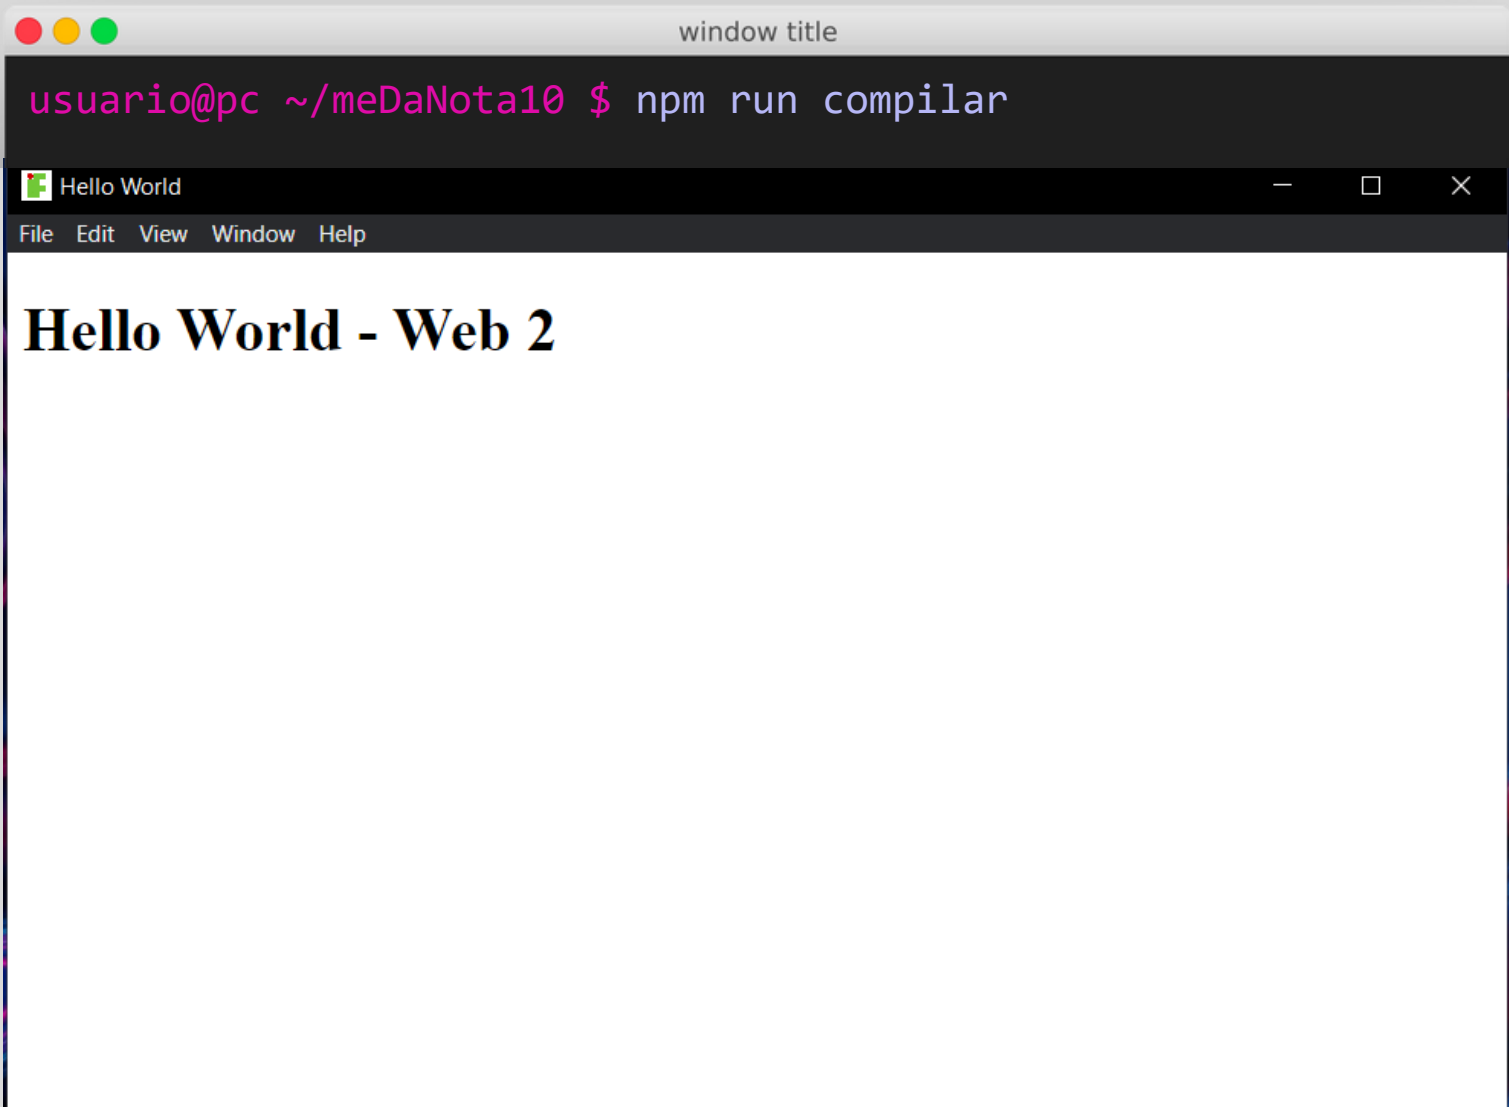 window title
usuario@pc ~/meDaNota10 $ npm run compilar
Hello World
File Edit View Window Help
Hello World - Web 2